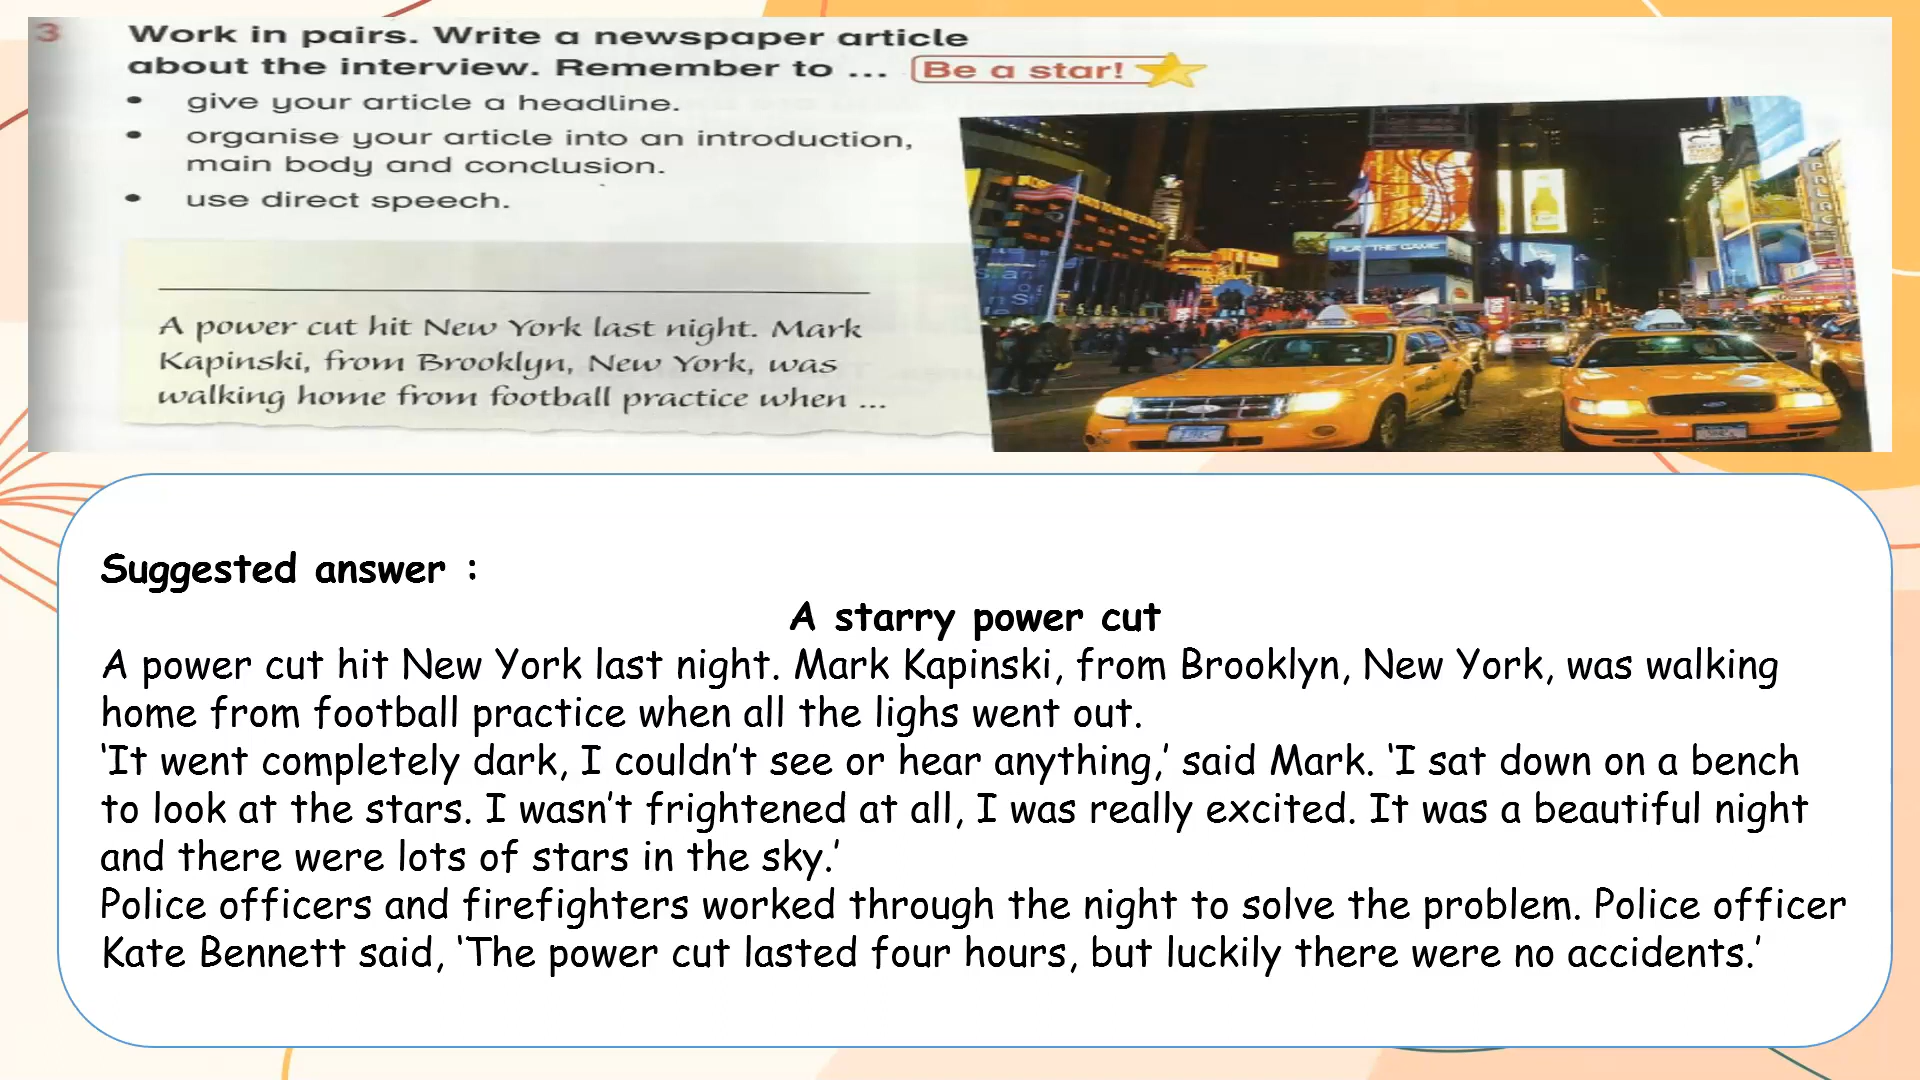 3 Work in pairs. Write a newspaper article
about the interview. Remember to ... Be a star!
• give your article a headline.
• organise your article into an introduction,
main body and conclusion.
• use direct speech.
A power cut hit New York last night. Mark
Kapinski, from Brooklyn, New York, was
walking home from football practice when ...
PLAY THE GAME
Suggested answer :
A starry power cut
A power cut hit New York last night. Mark Kapinski, from Brooklyn, New York, was walking
home from football practice when all the lighs went out.
‘It went completely dark, I couldn’t see or hear anything,’ said Mark. ‘I sat down on a bench
to look at the stars. I wasn’t frightened at all, I was really excited. It was a beautiful night
and there were lots of stars in the sky.’
Police officers and firefighters worked through the night to solve the problem. Police officer
Kate Bennett said, ‘The power cut lasted four hours, but luckily there were no accidents.’